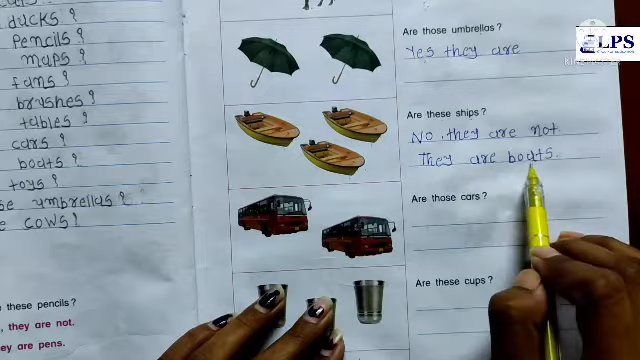 ducks?
pencils?
maps?
fans?
brushes?
tables?
cars?
boats?
toys?
umbrellas?
cows?
these pencils?
they are not.
ey are pens.
Are those umbrellas?
Yes they are
Are these ships?
No, they are not
They are boats.
Are those cars?
Are these cups?
LPS